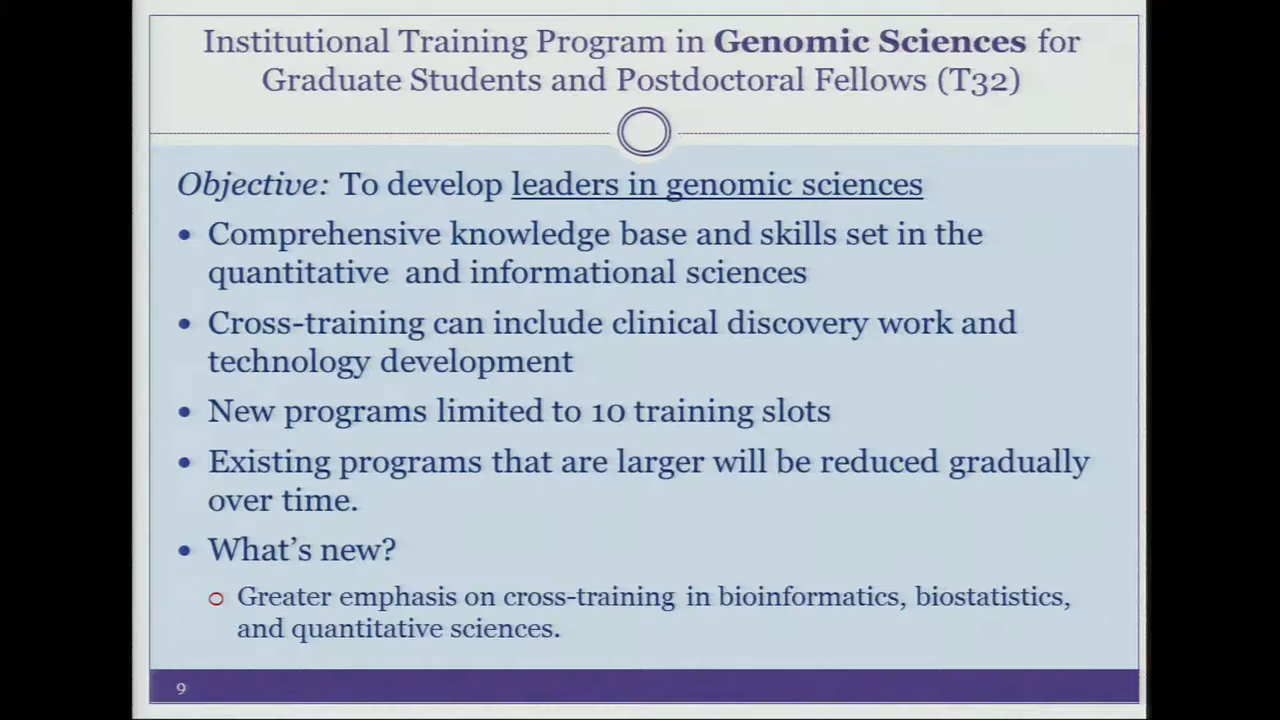 Institutional Training Program in Genomic Sciences for
Graduate Students and Postdoctoral Fellows (T32)
Objective: To develop leaders in genomic sciences
• Comprehensive knowledge base and skills set in the
quantitative and informational sciences
• Cross-training can include clinical discovery work and
technology development
• New programs limited to 10 training slots
• Existing programs that are larger will be reduced gradually
over time.
• What's new?
o Greater emphasis on cross-training in bioinformatics, biostatistics,
and quantitative sciences.
9